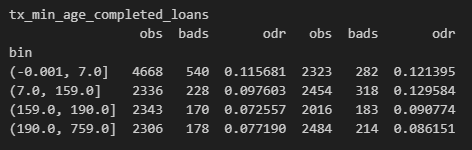 tx_min_age_completed_loans
obs bads odr obs bads odr
bin
(-0.001, 7.0] 4668 540 0.115681 2323 282 0.121395
(7.0, 159.0] 2336 228 0.097603 2454 318 0.129584
(159.0, 190.0] 2343 170 0.072557 2016 183 0.090774
(190.0, 759.0] 2306 178 0.077190 2484 214 0.086151